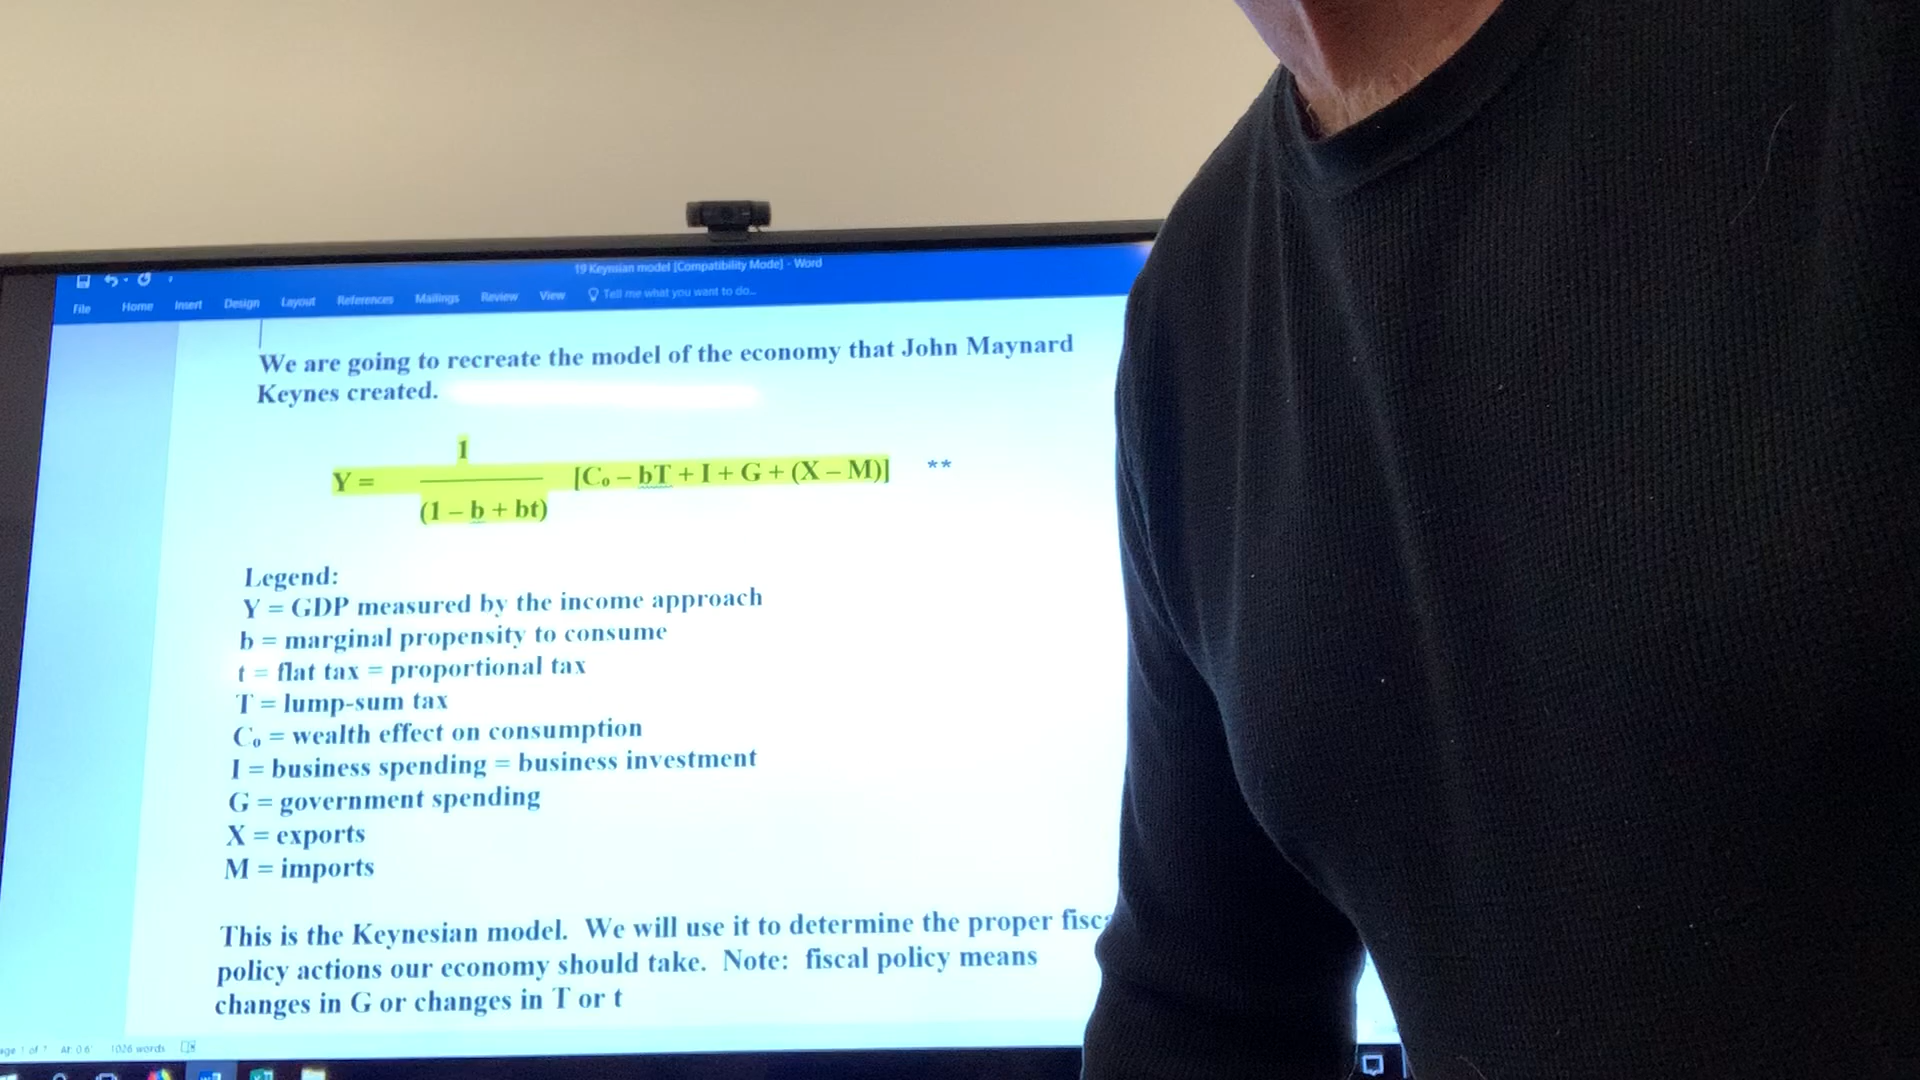 19 Keynsian model [Compatibility Mode] - Word
File Home Insert Design Layout References Mailings Review View Tell me what you want to do...
We are going to recreate the model of the economy that John Maynard
Keynes created.
1
Y = [C₀ – bT + I + G + (X – M)] **
(1 – b + bt)
Legend:
Y = GDP measured by the income approach
b = marginal propensity to consume
t = flat tax = proportional tax
T = lump-sum tax
C₀ = wealth effect on consumption
I = business spending = business investment
G = government spending
X = exports
M = imports
This is the Keynesian model. We will use it to determine the proper
policy actions our economy should take. Note: fiscal policy means
changes in G or changes in T or t
1026 words